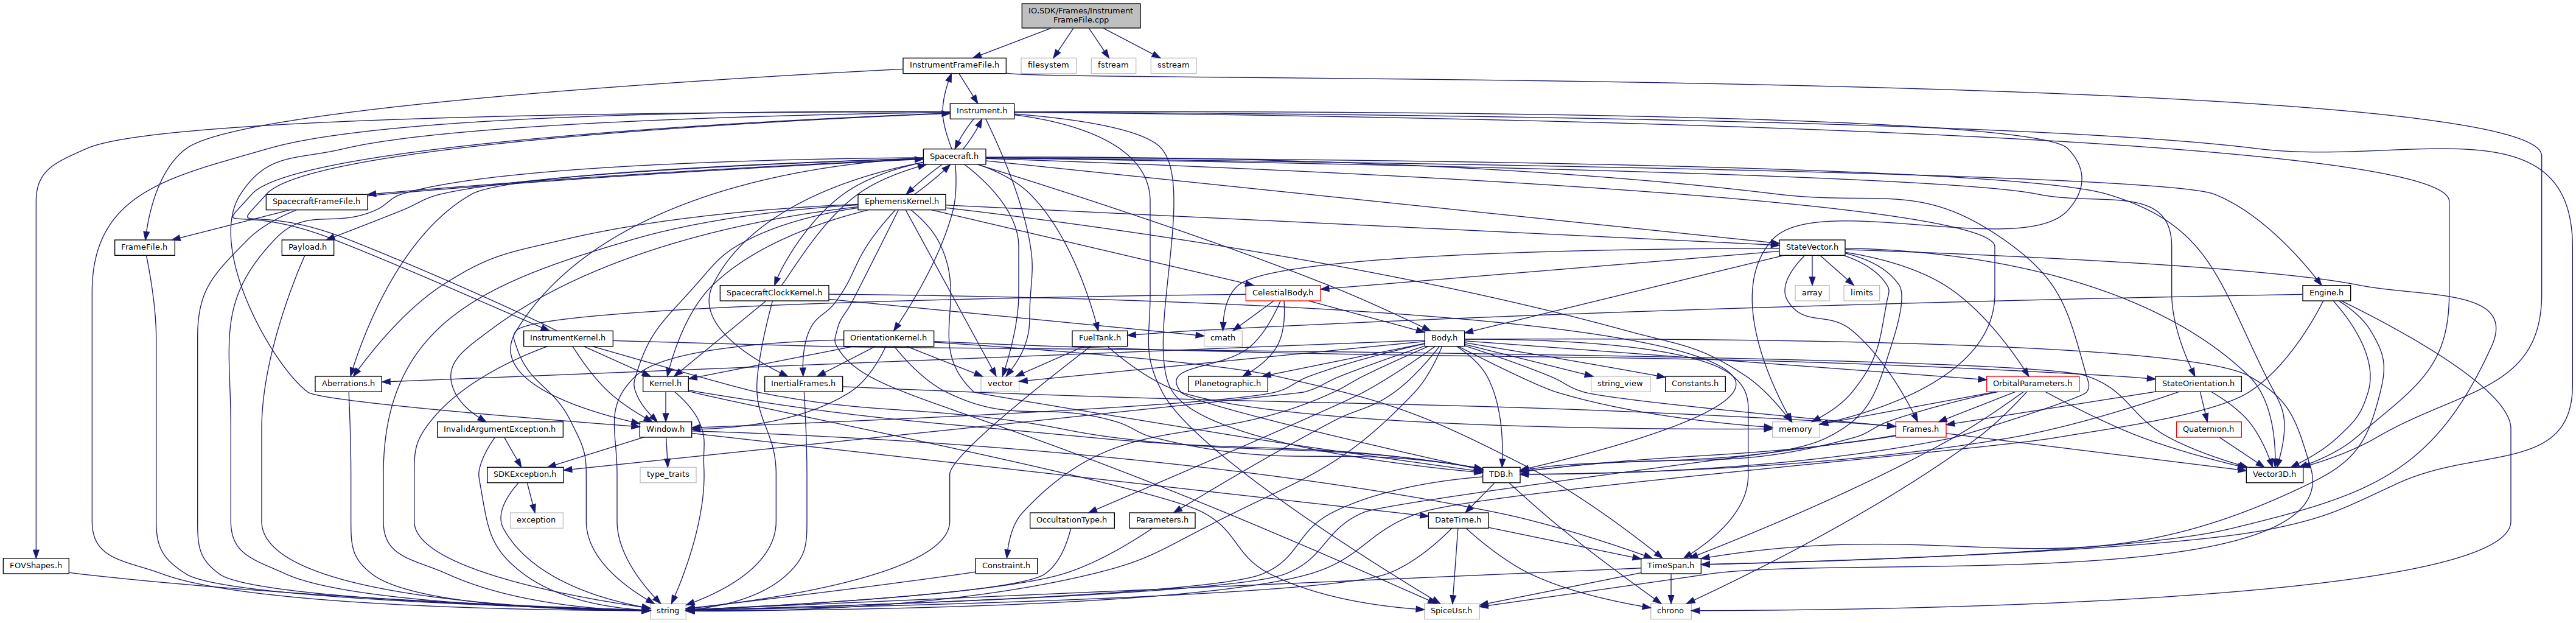 IO.SDK/Frames/Instrument
FrameFile.cpp
InstrumentFrameFile.h
filesystem
fstream
sstream
Instrument.h
Spacecraft.h
SpacecraftFrameFile.h
EphemerisKernel.h
FrameFile.h
Payload.h
StateVector.h
SpacecraftClockKernel.h
CelestialBody.h
array
limits
Engine.h
InstrumentKernel.h
OrientationKernel.h
FuelTank.h
cmath
Body.h
Aberrations.h
Kernel.h
InertialFrames.h
vector
Planetographic.h
string_view
Constants.h
OrbitalParameters.h
StateOrientation.h
InvalidArgumentException.h
Window.h
memory
Frames.h
Quaternion.h
SDKException.h
type_traits
TDB.h
Vector3D.h
exception
OccultationType.h
Parameters.h
DateTime.h
FOVShapes.h
Constraint.h
TimeSpan.h
string
SpiceUsr.h
chrono